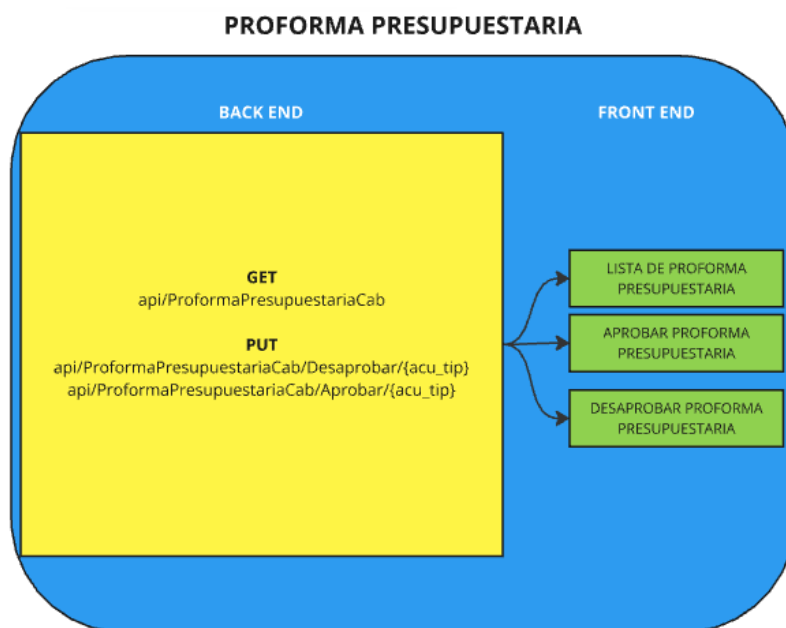 PROFORMA PRESUPUESTARIA
BACK END
FRONT END
GET
api/ProformaPresupuestariaCab
PUT
api/ProformaPresupuestariaCab/Desaprobar/{acu_tip}
api/ProformaPresupuestariaCab/Aprobar/{acu_tip}
LISTA DE PROFORMA
PRESUPUESTARIA
APROBAR PROFORMA
PRESUPUESTARIA
DESAPROBAR PROFORMA
PRESUPUESTARIA